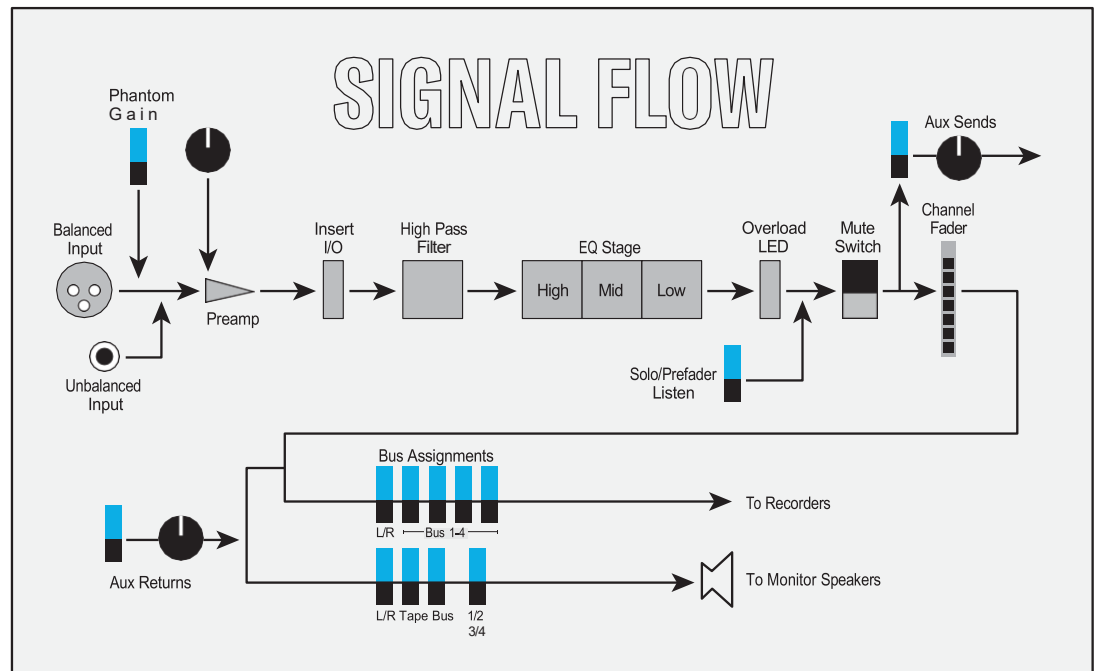 SIGNAL FLOW
Phantom
Gain
Aux Sends
Balanced
Input
Insert
I/O
High Pass
Filter
EQ Stage
Overload
LED
Mute
Switch
Channel
Fader
High
Mid
Low
Preamp
Unbalanced
Input
Solo/Prefader
Listen
Bus Assignments
To Recorders
L/R
Bus 1-4
Aux Returns
To Monitor Speakers
L/R Tape Bus
1/2
3/4